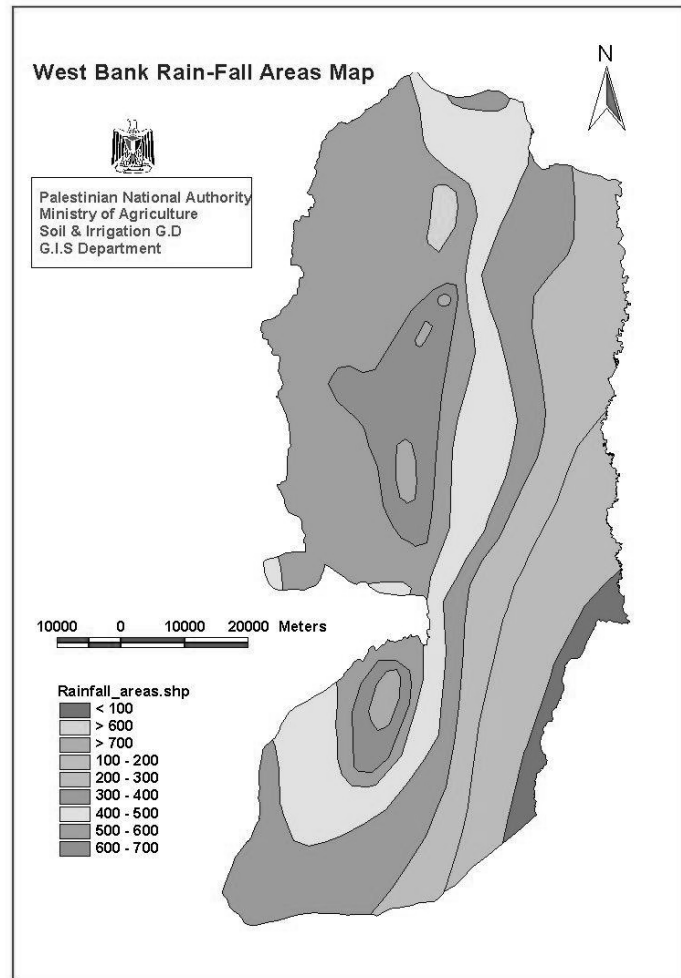 West Bank Rain-Fall Areas Map
N
Palestinian National Authority
Ministry of Agriculture
Soil & Irrigation G.D
G.I.S Department
10000 0 10000 20000 Meters
Rainfall_areas.shp
< 100
> 600
> 700
100 - 200
200 - 300
300 - 400
400 - 500
500 - 600
600 - 700